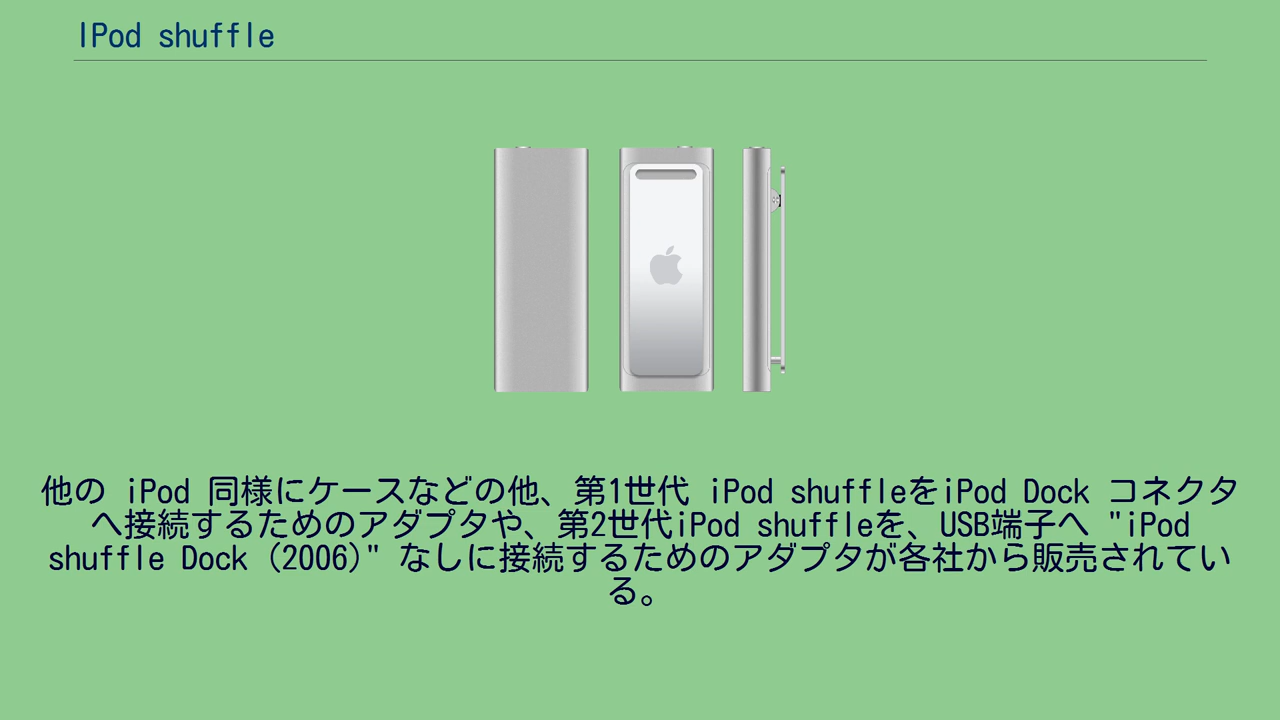 IPod shuffle
他の iPod 同様にケースなどの他、第1世代 iPod shuffleをiPod Dock コネクタ
へ接続するためのアダプタや、第2世代iPod shuffleを、USB端子へ "iPod
shuffle Dock (2006)" なしに接続するためのアダプタが各社から販売されてい
る。